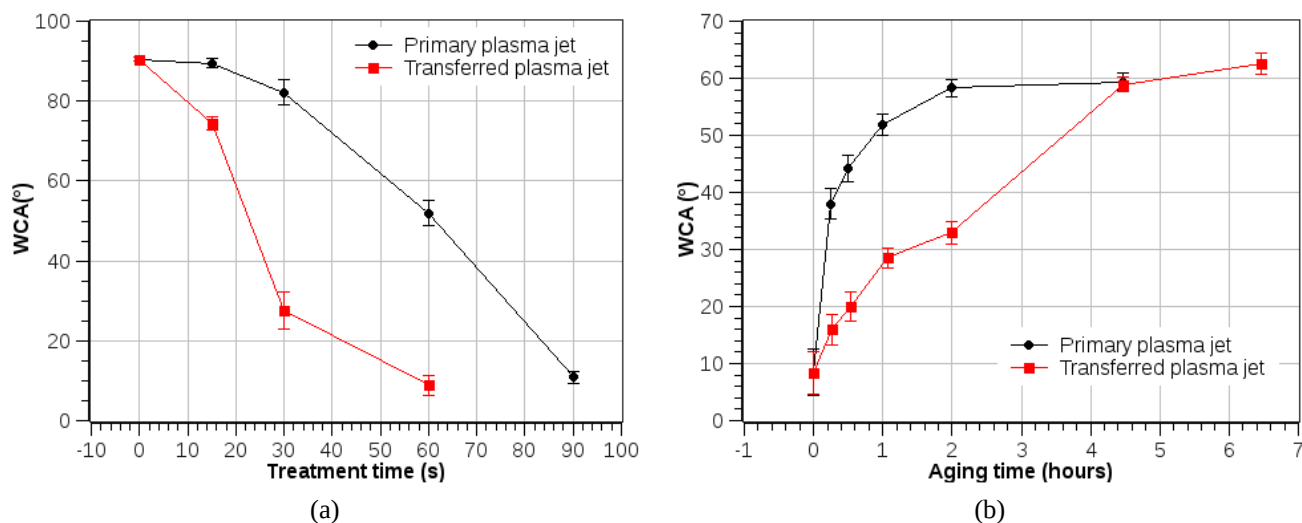 100
80
60
40
20
0
WCA(°)
Primary plasma jet
Transferred plasma jet
-10 0 10 20 30 40 50 60 70 80 90 100
Treatment time (s)
(a)
70
60
50
40
30
20
10
0
WCA (°)
Primary plasma jet
Transferred plasma jet
-1 0 1 2 3 4 5 6 7
Aging time (hours)
(b)